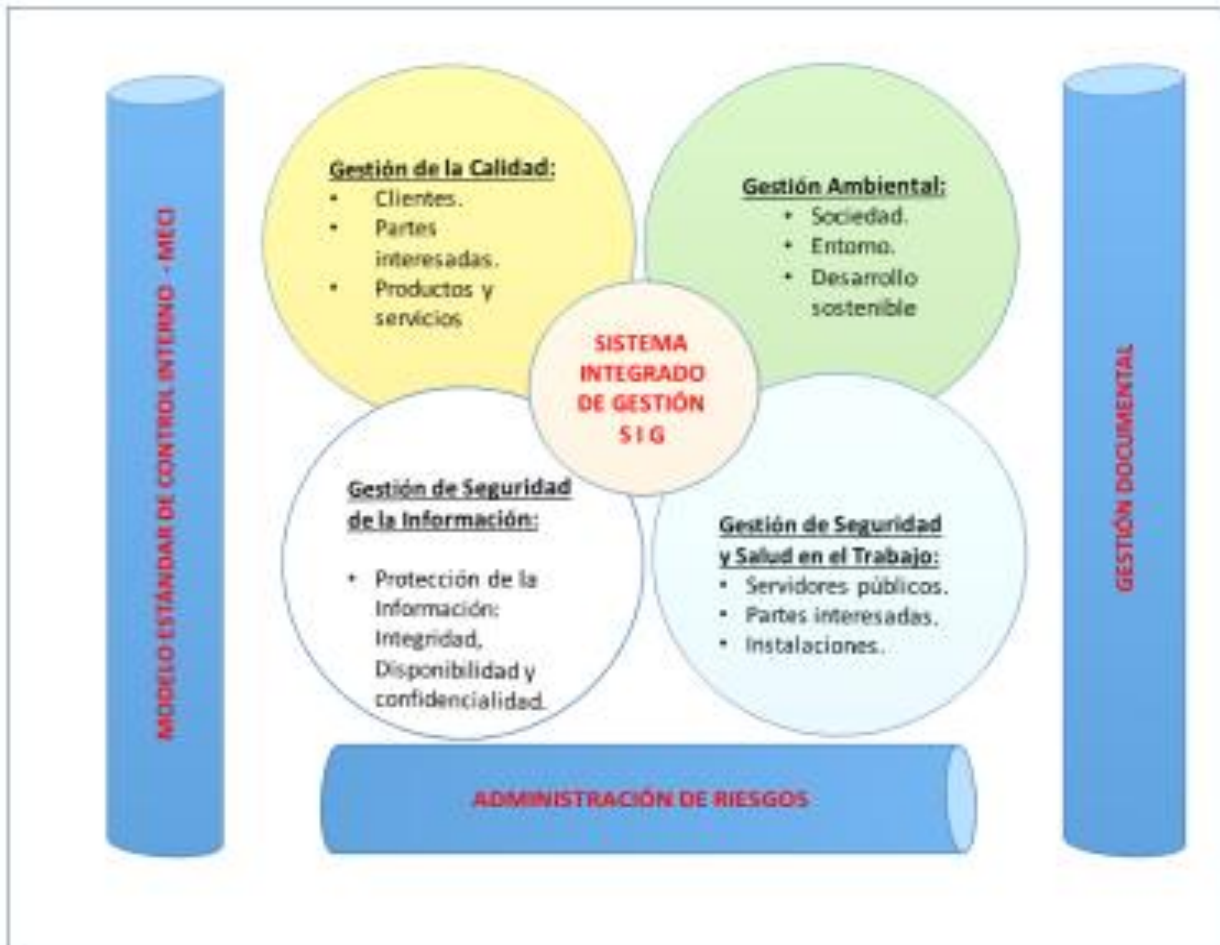 MODELO ESTÁNDAR DE CONTROL INTERNO - MECI
Gestión de la Calidad:
• Clientes.
• Partes
interesadas.
• Productos y
servicios
Gestión Ambiental:
• Sociedad.
• Entorno.
• Desarrollo
sostenible
SISTEMA
INTEGRADO
DE GESTIÓN
S I G
Gestión de Seguridad
de la Información:
• Protección de la
Información:
Integridad,
Disponibilidad y
confidencialidad.
Gestión de Seguridad
y Salud en el Trabajo:
• Servidores públicos.
• Partes interesadas.
• Instalaciones.
GESTIÓN DOCUMENTAL
ADMINISTRACIÓN DE RIESGOS